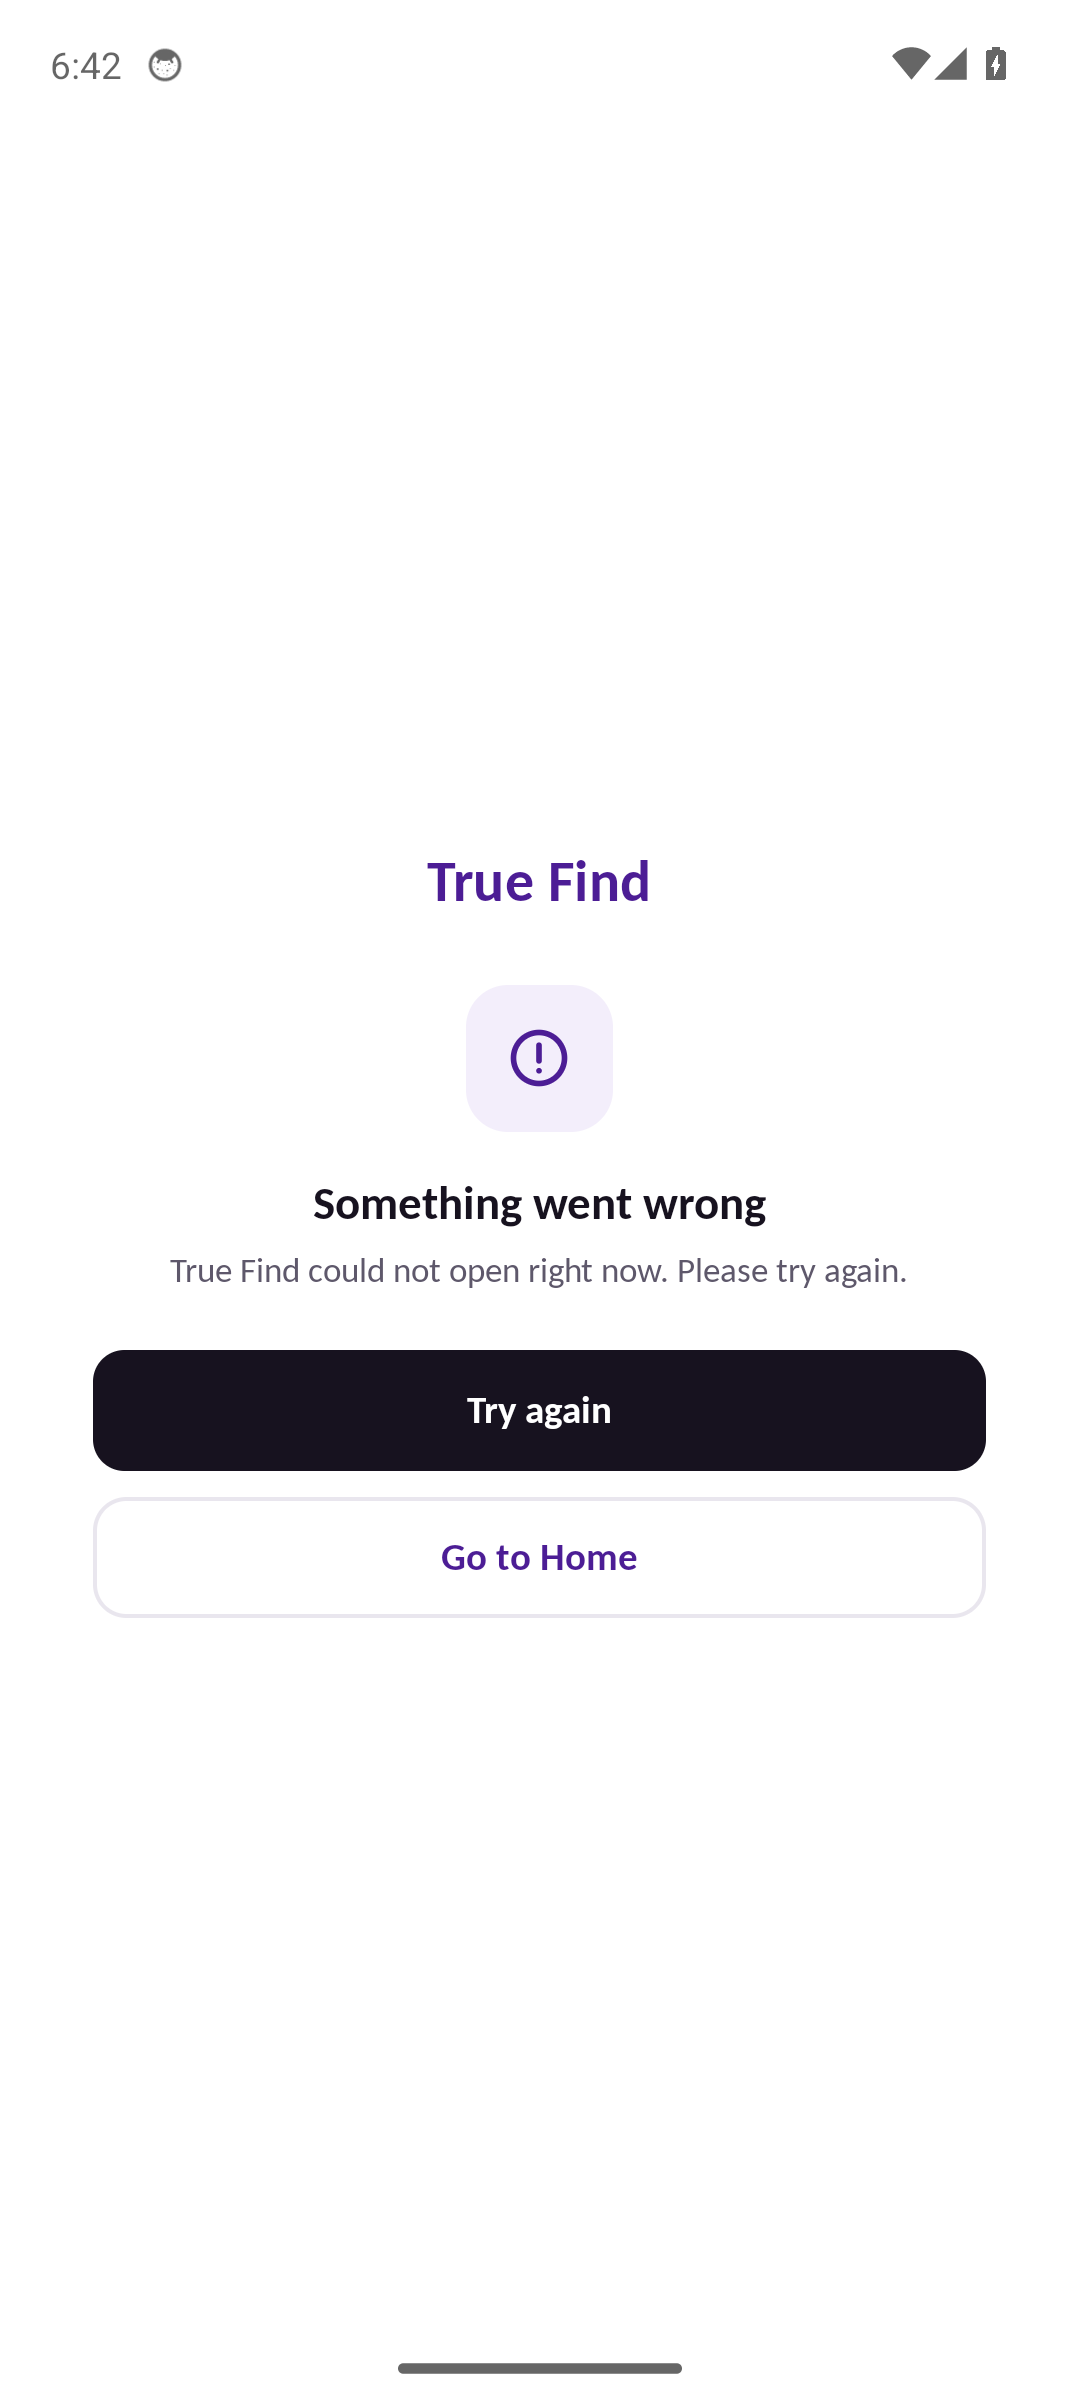 6:42
True Find
Something went wrong
True Find could not open right now. Please try again.
Try again
Go to Home